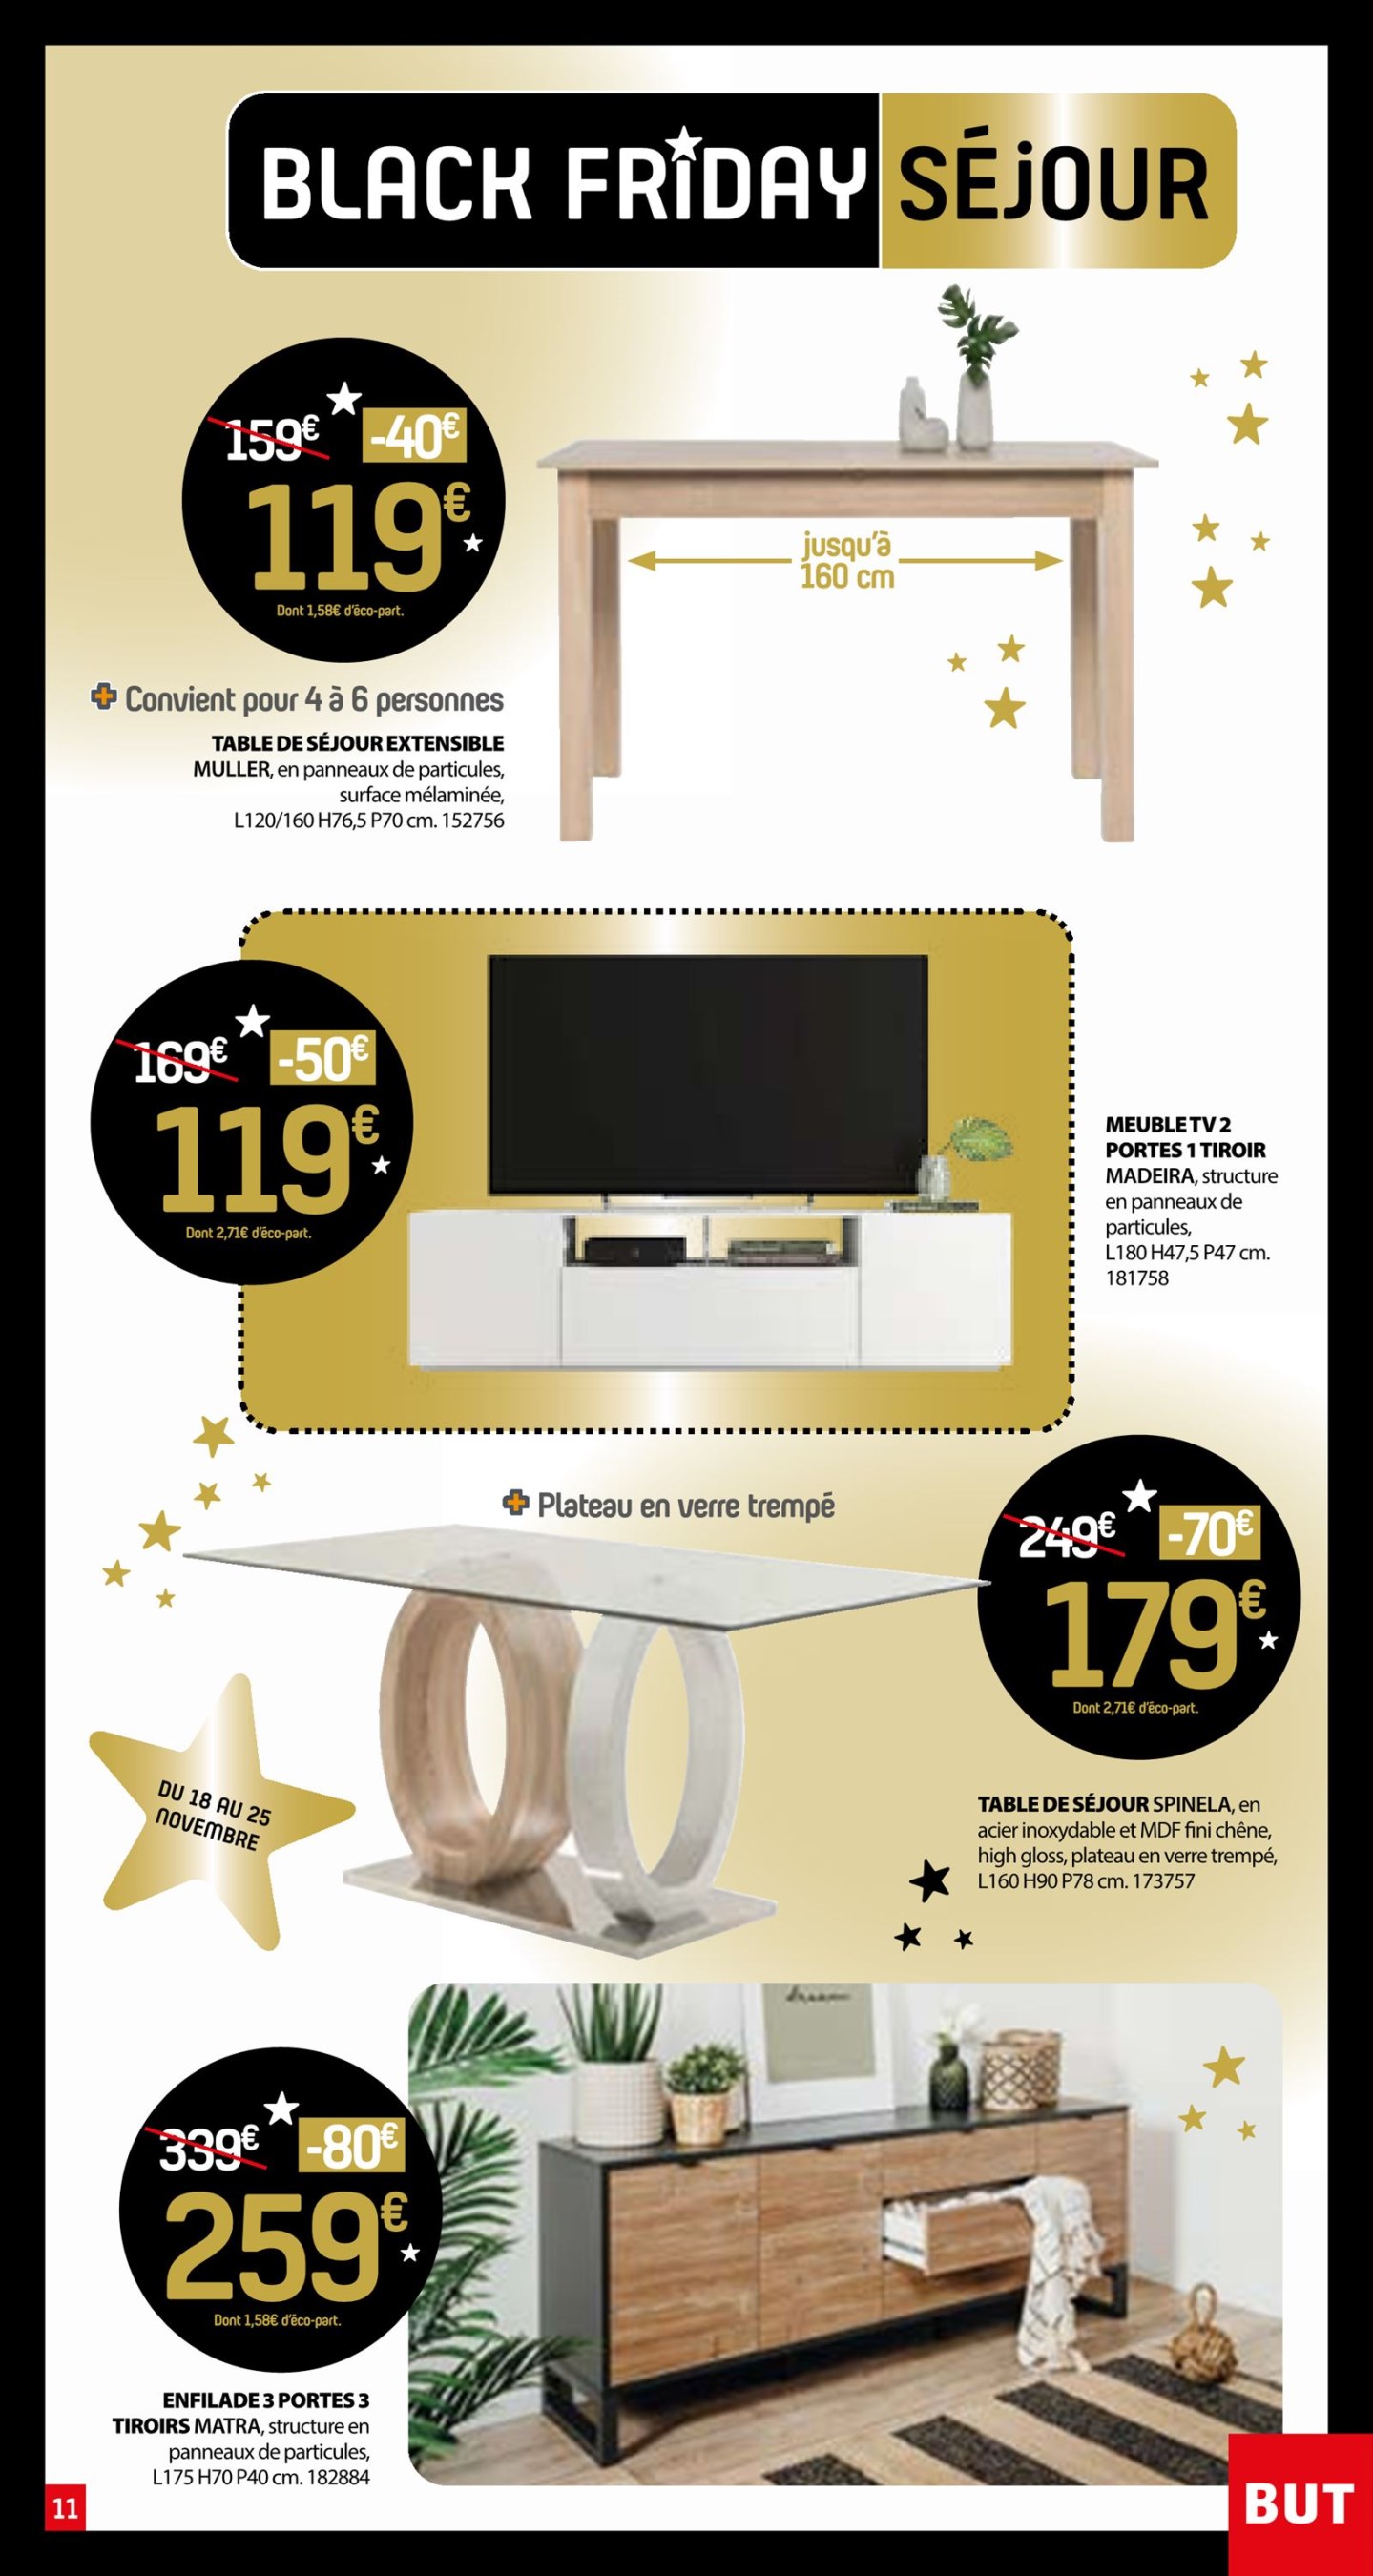 BLACK FRiDAY SÉjOUR
159€ -40€
119€
Dont 1,58€ d'éco-part.
jusqu'à
160 cm
Convient pour 4 à 6 personnes
TABLE DE SÉJOUR EXTENSIBLE
MULLER, en panneaux de particules,
surface mélaminée,
L120/160 H76,5 P70 cm. 152756
169€ -50€
119€
Dont 2,71€ d'éco-part.
MEUBLE TV 2
PORTES 1 TIROIR
MADEIRA, structure
en panneaux de
particules,
L180 H47,5 P47 cm.
181758
Plateau en verre trempé
249€ -70€
179€
Dont 2,71€ d'éco-part.
DU 18 AU 25
NOVEMBRE
TABLE DE SÉJOUR SPINELA, en
acier inoxydable et MDF fini chêne,
high gloss, plateau en verre trempé,
L160 H90 P78 cm. 173757
dream
339€ -80€
259€
Dont 1,58€ d'éco-part.
ENFILADE 3 PORTES 3
TIROIRS MATRA, structure en
panneaux de particules,
L175 H70 P40 cm. 182884
11
BUT